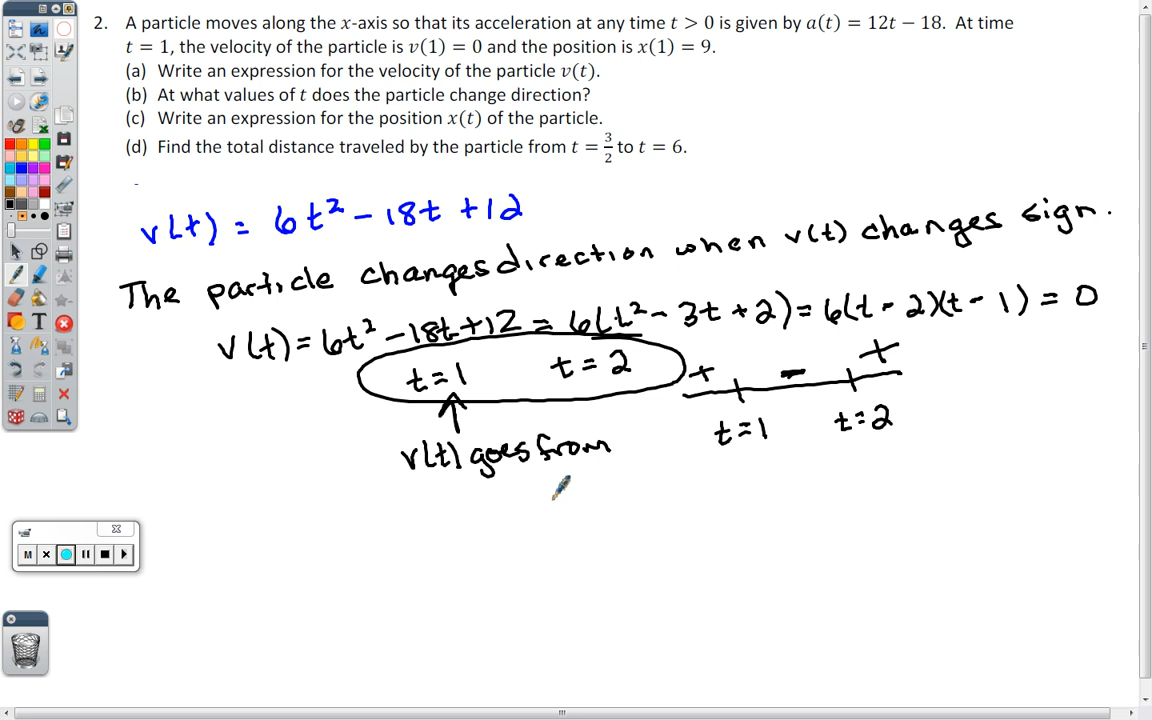 2. A particle moves along the x-axis so that its acceleration at any time t > 0 is given by a(t) = 12t − 18. At time
t = 1, the velocity of the particle is v(1) = 0 and the position is x(1) = 9.
(a) Write an expression for the velocity of the particle v(t).
(b) At what values of t does the particle change direction?
(c) Write an expression for the position x(t) of the particle.
(d) Find the total distance traveled by the particle from t = 3/2 to t = 6.
v(t) = 6t² − 18t + 12
The particle changes direction when v(t) changes sign.
v(t) = 6t² − 18t + 12 = 6(t² − 3t + 2) = 6(t − 2)(t − 1) = 0
t = 1 t = 2
+ − +
t = 1 t = 2
v(t) goes from
T
M